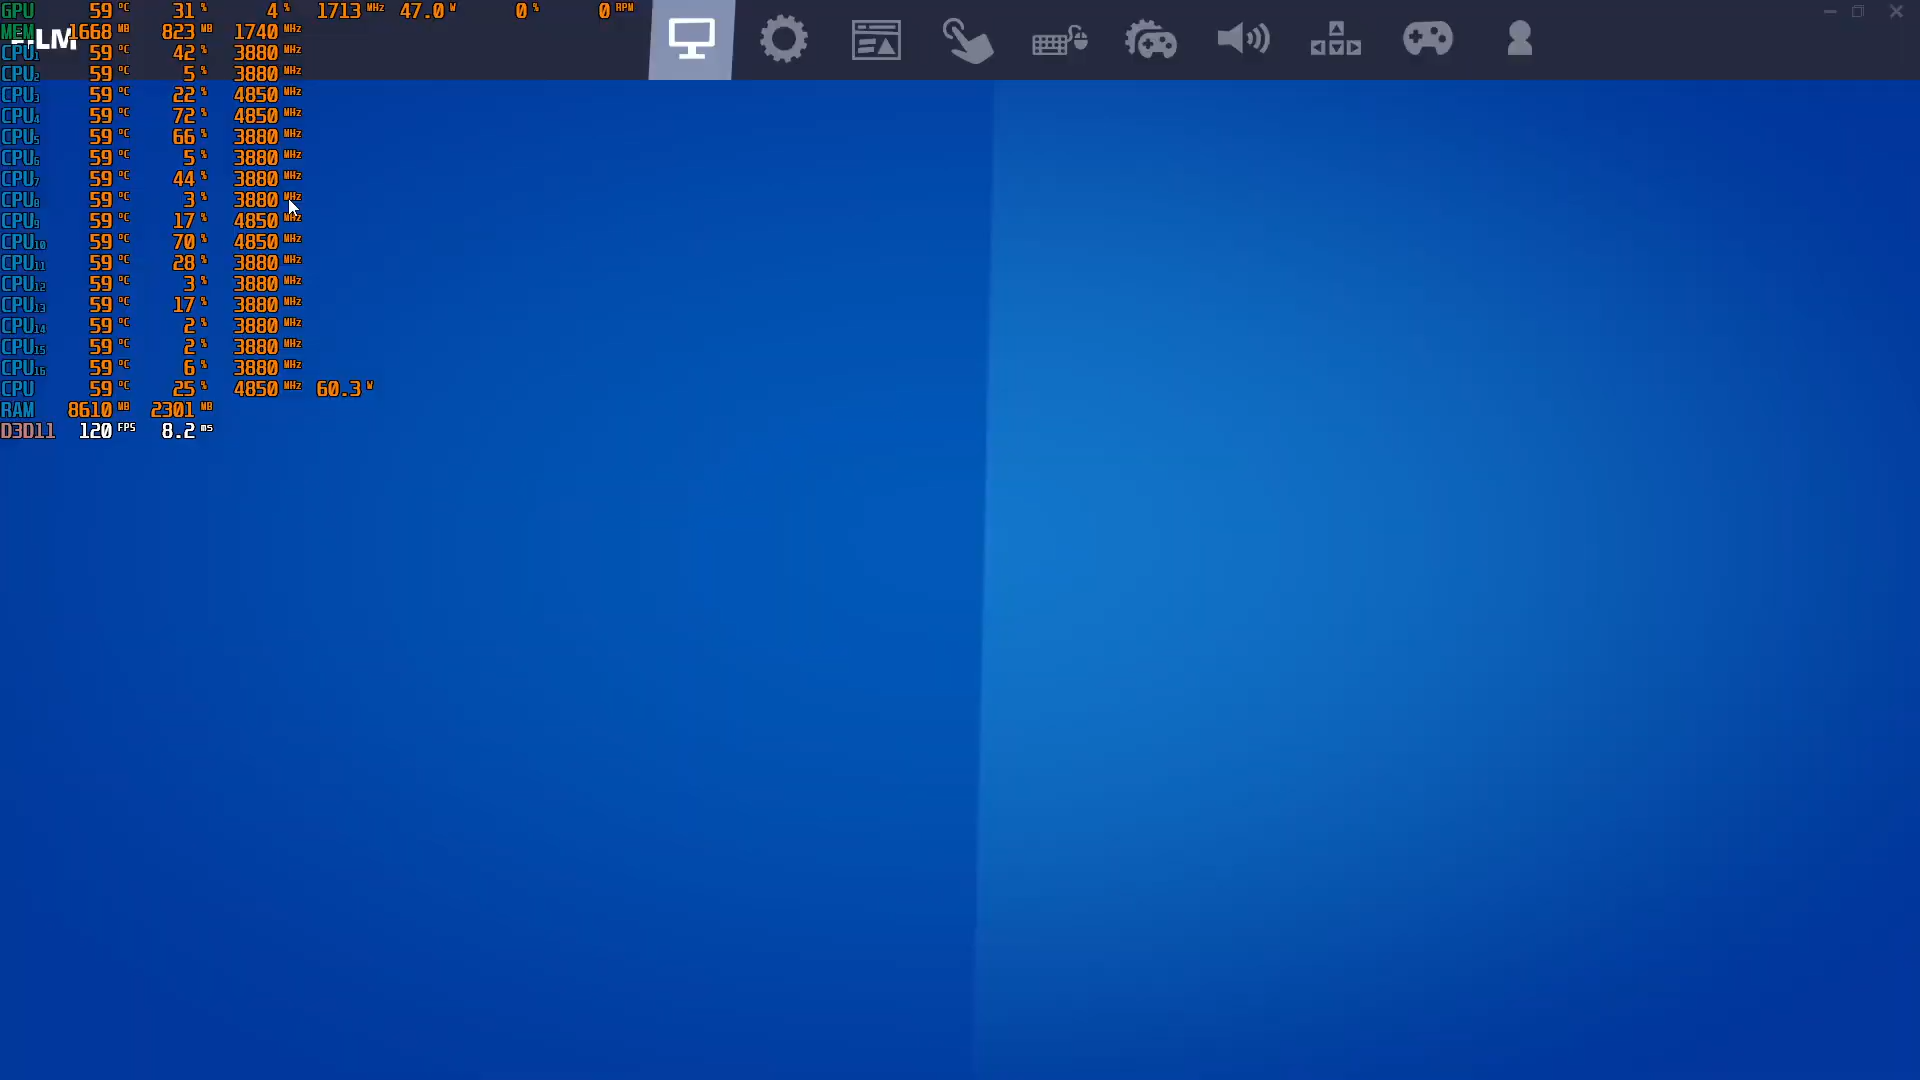 GPU 59 °C 31 % 4 % 1713 MHz 47.0 W 0 % 0 RPM
MEM 1668 MB 823 MB 1740 MHz
CPU1 59 °C 42 % 3880 MHz
CPU2 59 °C 5 % 3880 MHz
CPU3 59 °C 22 % 4850 MHz
CPU4 59 °C 72 % 4850 MHz
CPU5 59 °C 66 % 3880 MHz
CPU6 59 °C 5 % 3880 MHz
CPU7 59 °C 44 % 3880 MHz
CPU8 59 °C 3 % 3880 MHz
CPU9 59 °C 17 % 4850 MHz
CPU10 59 °C 70 % 4850 MHz
CPU11 59 °C 28 % 3880 MHz
CPU12 59 °C 3 % 3880 MHz
CPU13 59 °C 17 % 3880 MHz
CPU14 59 °C 2 % 3880 MHz
CPU15 59 °C 2 % 3880 MHz
CPU16 59 °C 6 % 3880 MHz
CPU 59 °C 25 % 4850 MHz 60.3 W
RAM 8610 MB 2301 MB
D3D11 120 FPS 8.2 ms